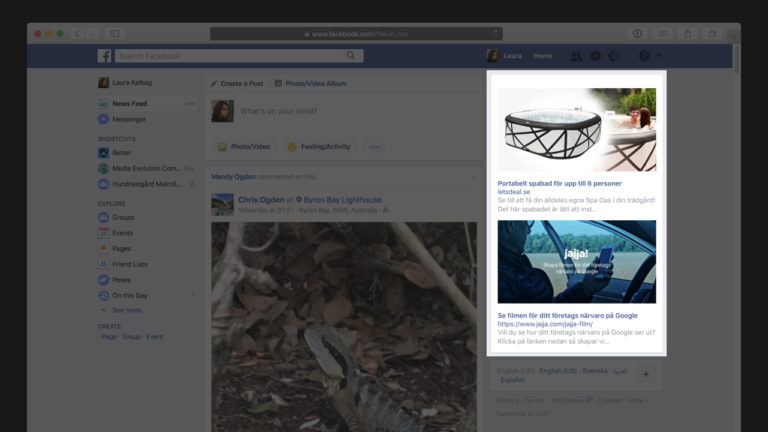 www.facebook.com/?sk=h_nor
Search Facebook
Laura
Home
Laura Kalbag
News Feed
Messenger
SHORTCUTS
Better
Media Evolution Com...
20+
Hundrastgård Malmö...
EXPLORE
Groups
Events
Pages
Friend Lists
Pokes
On this Day
See more...
CREATE
Page · Group · Event
Create a Post
Photo/Video Album
What's on your mind?
Photo/Video
Feeling/Activity
Mandy Ogden commented on this.
Chris Ogden at Byron Bay Lighthouse.
Yesterday at 01:51 · Byron Bay, NSW, Australia ·
Portabelt spabad för upp till 6 personer
letsdeal.se
Se till att få din alldeles egna Spa Oas i din trädgård!
Det här spabadet är lätt att inst...
jajja!
Skapa filmen för ditt företags
närvaro på Google
Se filmen för ditt företags närvaro på Google
https://www.jajja.com/jajja-film/
Vill du se hur ditt företags närvaro på Google ser ut?
Klicka på länken nedan så skapar vi...
English (UK) · English (US) · Svenska · العربية ·
Español
Privacy · Terms · AdChoices · Cookies · More
Facebook © 2017